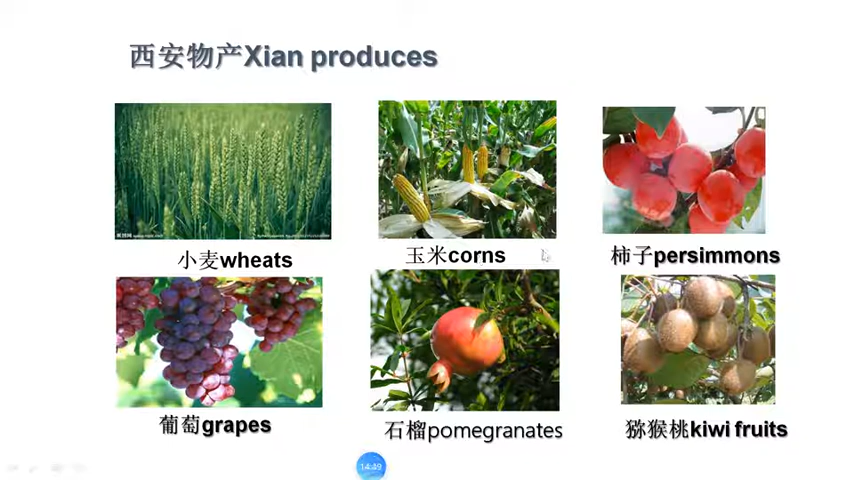 西安物产Xian produces
小麦wheats
玉米corns
柿子persimmons
葡萄grapes
石榴pomegranates
猕猴桃kiwi fruits
14:49